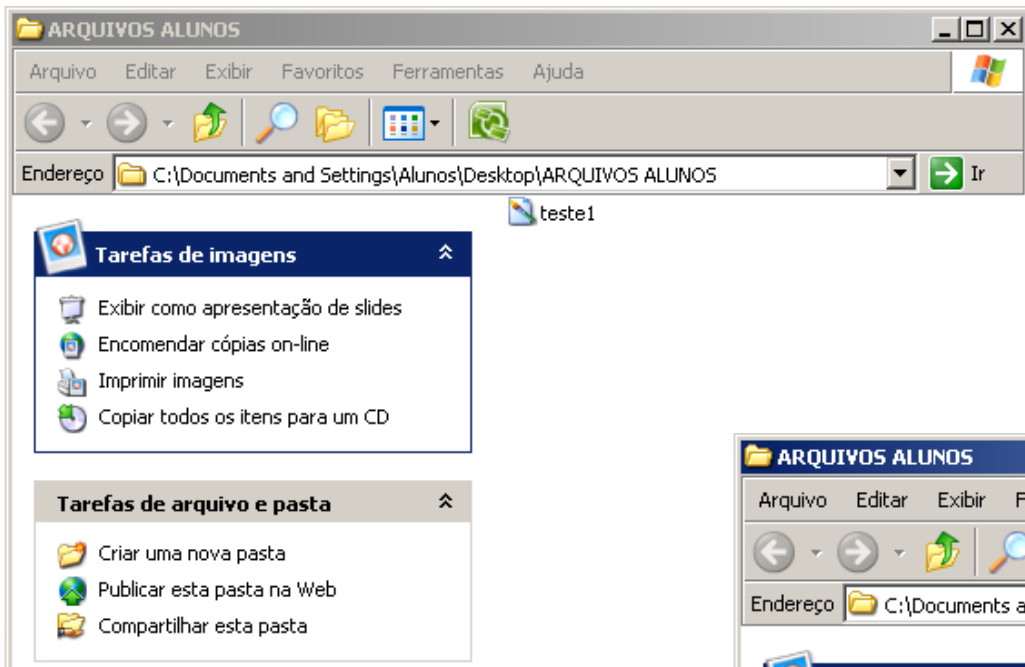 ARQUIVOS ALUNOS
Arquivo Editar Exibir Favoritos Ferramentas Ajuda
Endereço C:\Documents and Settings\Alunos\Desktop\ARQUIVOS ALUNOS Ir
teste1
Tarefas de imagens
Exibir como apresentação de slides
Encomendar cópias on-line
Imprimir imagens
Copiar todos os itens para um CD
Tarefas de arquivo e pasta
Criar uma nova pasta
Publicar esta pasta na Web
Compartilhar esta pasta
ARQUIVOS ALUNOS
Arquivo Editar Exibir F
Endereço C:\Documents a